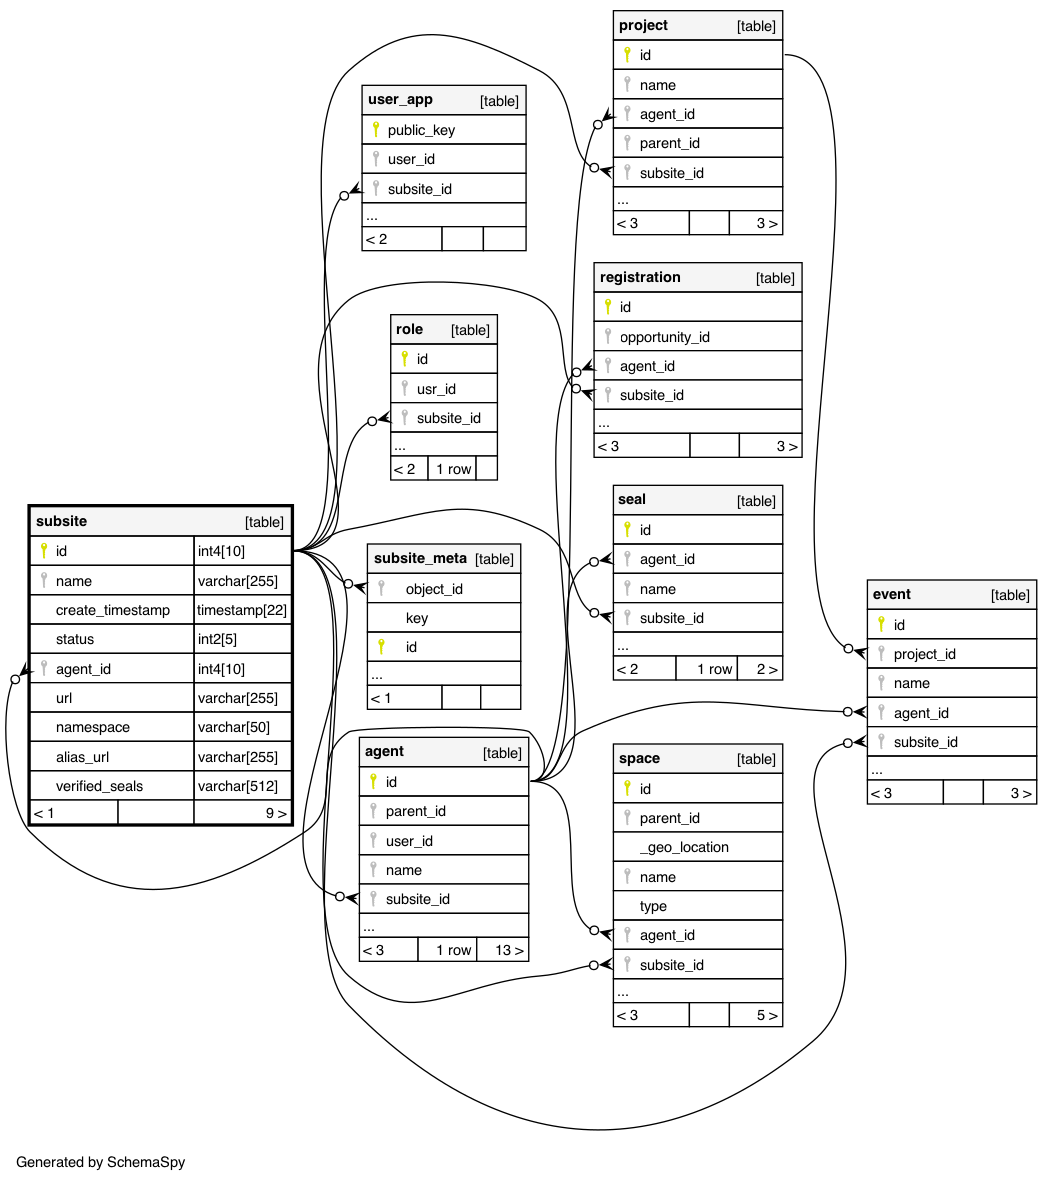 project [table]
id
name
agent_id
parent_id
subsite_id
...
< 3 3 >
user_app [table]
public_key
user_id
subsite_id
...
< 2
registration [table]
id
opportunity_id
agent_id
subsite_id
...
< 3 3 >
role [table]
id
usr_id
subsite_id
...
< 2 1 row
seal [table]
id
agent_id
name
subsite_id
...
< 2 1 row 2 >
subsite [table]
id int4[10]
name varchar[255]
create_timestamp timestamp[22]
status int2[5]
agent_id int4[10]
url varchar[255]
namespace varchar[50]
alias_url varchar[255]
verified_seals varchar[512]
< 1 9 >
subsite_meta [table]
object_id
key
id
...
< 1
event [table]
id
project_id
name
agent_id
subsite_id
...
< 3 3 >
agent [table]
id
parent_id
user_id
name
subsite_id
...
< 3 1 row 13 >
space [table]
id
parent_id
_geo_location
name
type
agent_id
subsite_id
...
< 3 5 >
Generated by SchemaSpy